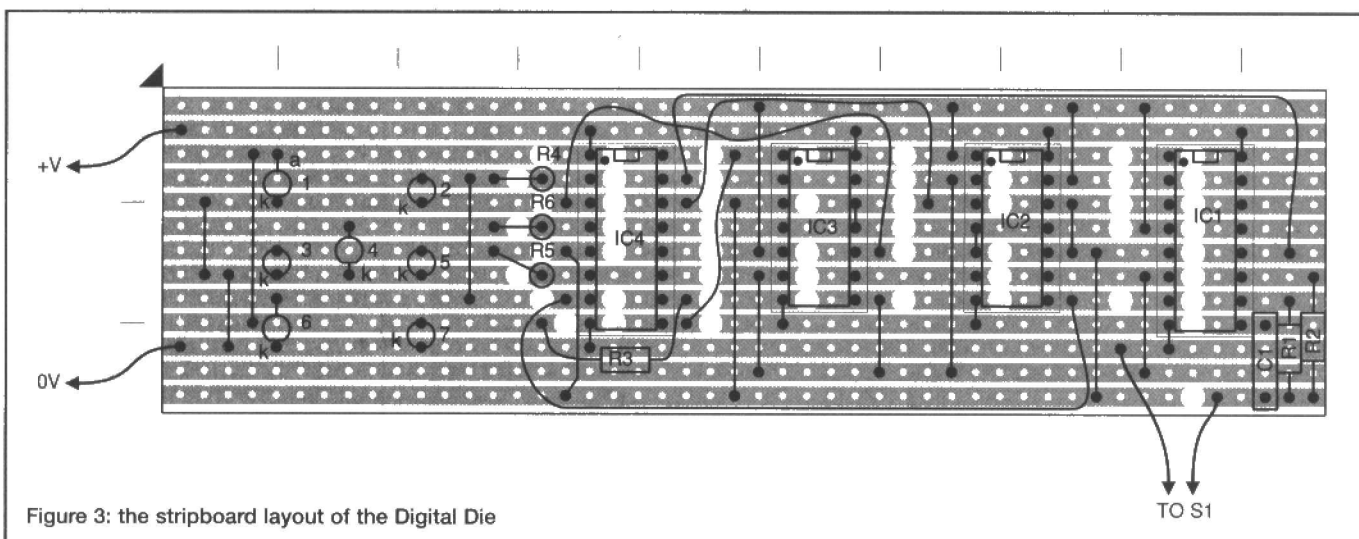 +V
0V
a
1
k
2
k
3
k
4
k
5
k
6
k
7
k
R4
R6
R5
IC4
R3
IC3
IC2
IC1
C1
R1
R2
TO S1
Figure 3: the stripboard layout of the Digital Die